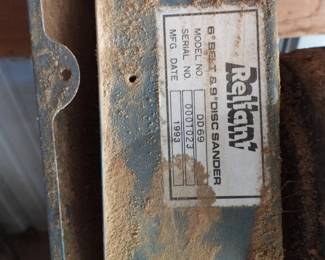 Reliant
6" BELT & 9" DISC SANDER
MODEL NO. DD69
SERIAL NO. 0001023
MFG. DATE 1993